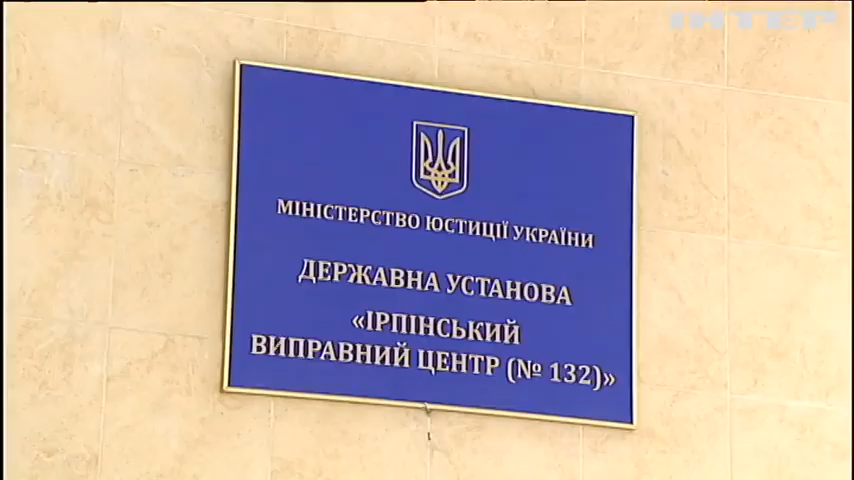 ІНТЕР
МІНІСТЕРСТВО ЮСТИЦІЇ УКРАЇНИ
ДЕРЖАВНА УСТАНОВА
«ІРПІНСЬКИЙ
ВИПРАВНИЙ ЦЕНТР (№ 132)»